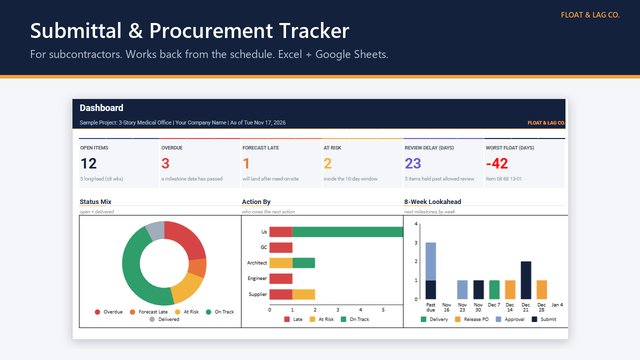 FLOAT & LAG CO.
Submittal & Procurement Tracker
For subcontractors. Works back from the schedule. Excel + Google Sheets.
Dashboard
Sample Project: 3-Story Medical Office | Your Company Name | As of Tue Nov 17, 2026
FLOAT & LAG CO.
OPEN ITEMS OVERDUE FORECAST LATE AT RISK REVIEW DELAY (DAYS) WORST FLOAT (DAYS)
12 3 1 2 23 -42
5 long-lead (≥8 wks) a milestone date has passed will land after need-on-site inside the 10-day window 3 items held past allowed review Item 08 88 13-01
Status Mix Action By 8-Week Lookahead
open + delivered who owes the next action next milestones by week
Overdue Forecast Late At Risk On Track
Delivered
Us
GC
Architect
Engineer
Supplier
0 1 2 3 4 5
Late At Risk On Track
4
3
2
1
0
Past due Nov 16 Nov 23 Nov 30 Dec 7 Dec 14 Dec 21 Dec 28 Jan 4
Delivery Release PO Approval Submit